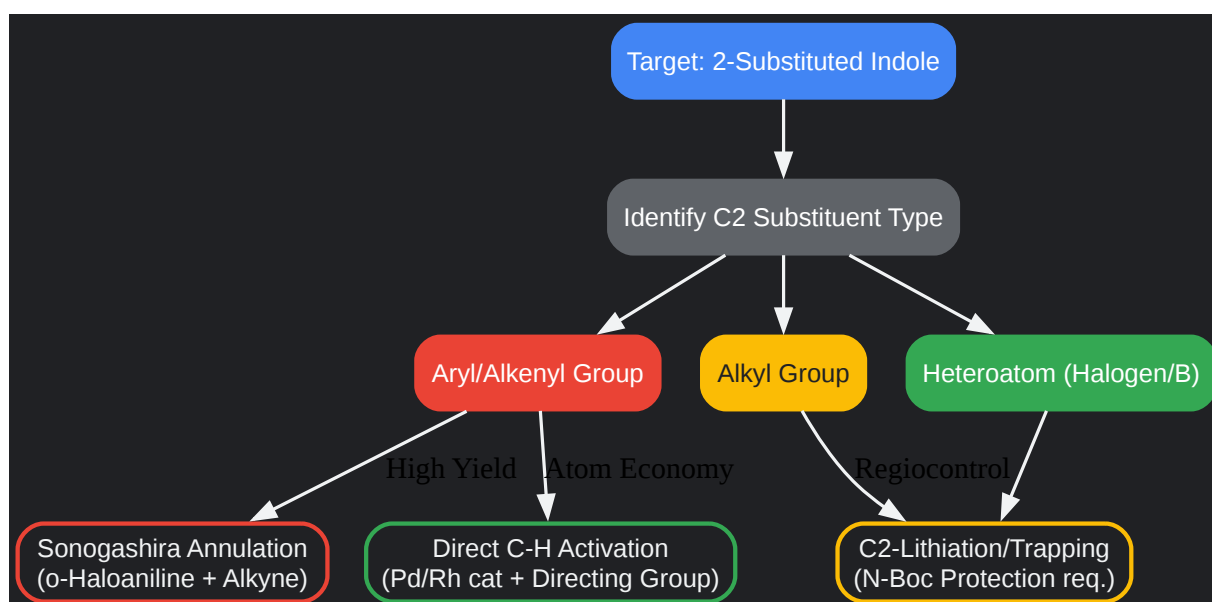 Target: 2-Substituted Indole
Identify C2 Substituent Type
Aryl/Alkenyl Group
Alkyl Group
Heteroatom (Halogen/B)
High Yield
Atom Economy
Regiocontrol
Sonogashira Annulation
(o-Haloaniline + Alkyne)
Direct C-H Activation
(Pd/Rh cat + Directing Group)
C2-Lithiation/Trapping
(N-Boc Protection req.)